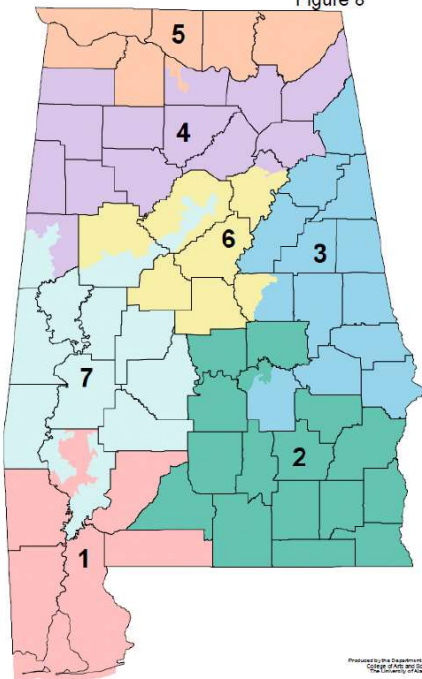 Figure 8
5
4
6
3
7
2
1
Produced by the Department
College of Arts and Sc
The University of Ala